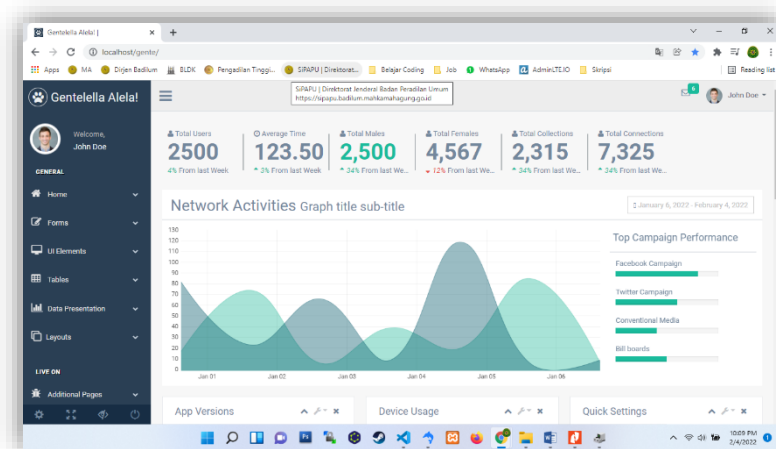 Gentelella Alela! |
localhost/gente/
Apps
MA
Dirjen Badilum
BLDK
Pengadilan Tinggi...
SiPAPU | Direktorat...
Belajar Coding
Job
WhatsApp
AdminLTE.IO
Skripsi
Reading list
SiPAPU | Direktorat Jenderal Badan Peradilan Umum
https://sipapu.badilum.mahkamahagung.go.id
Gentelella Alela!
6
John Doe
Welcome,
John Doe
Total Users
2500
4% From last Week
Average Time
123.50
3% From last Week
Total Males
2,500
34% From last We...
Total Females
4,567
12% From last We...
Total Collections
2,315
34% From last We...
Total Connections
7,325
34% From last We...
GENERAL
Home
Forms
UI Elements
Tables
Data Presentation
Layouts
LIVE ON
Additional Pages
Network Activities Graph title sub-title
January 6, 2022 - February 4, 2022
130
120
110
100
90
80
70
60
50
40
30
20
10
0
Jan 01
Jan 02
Jan 03
Jan 04
Jan 05
Jan 06
Top Campaign Performance
Facebook Campaign
Twitter Campaign
Conventional Media
Bill boards
App Versions
Device Usage
Quick Settings
10:09 PM
2/4/2022